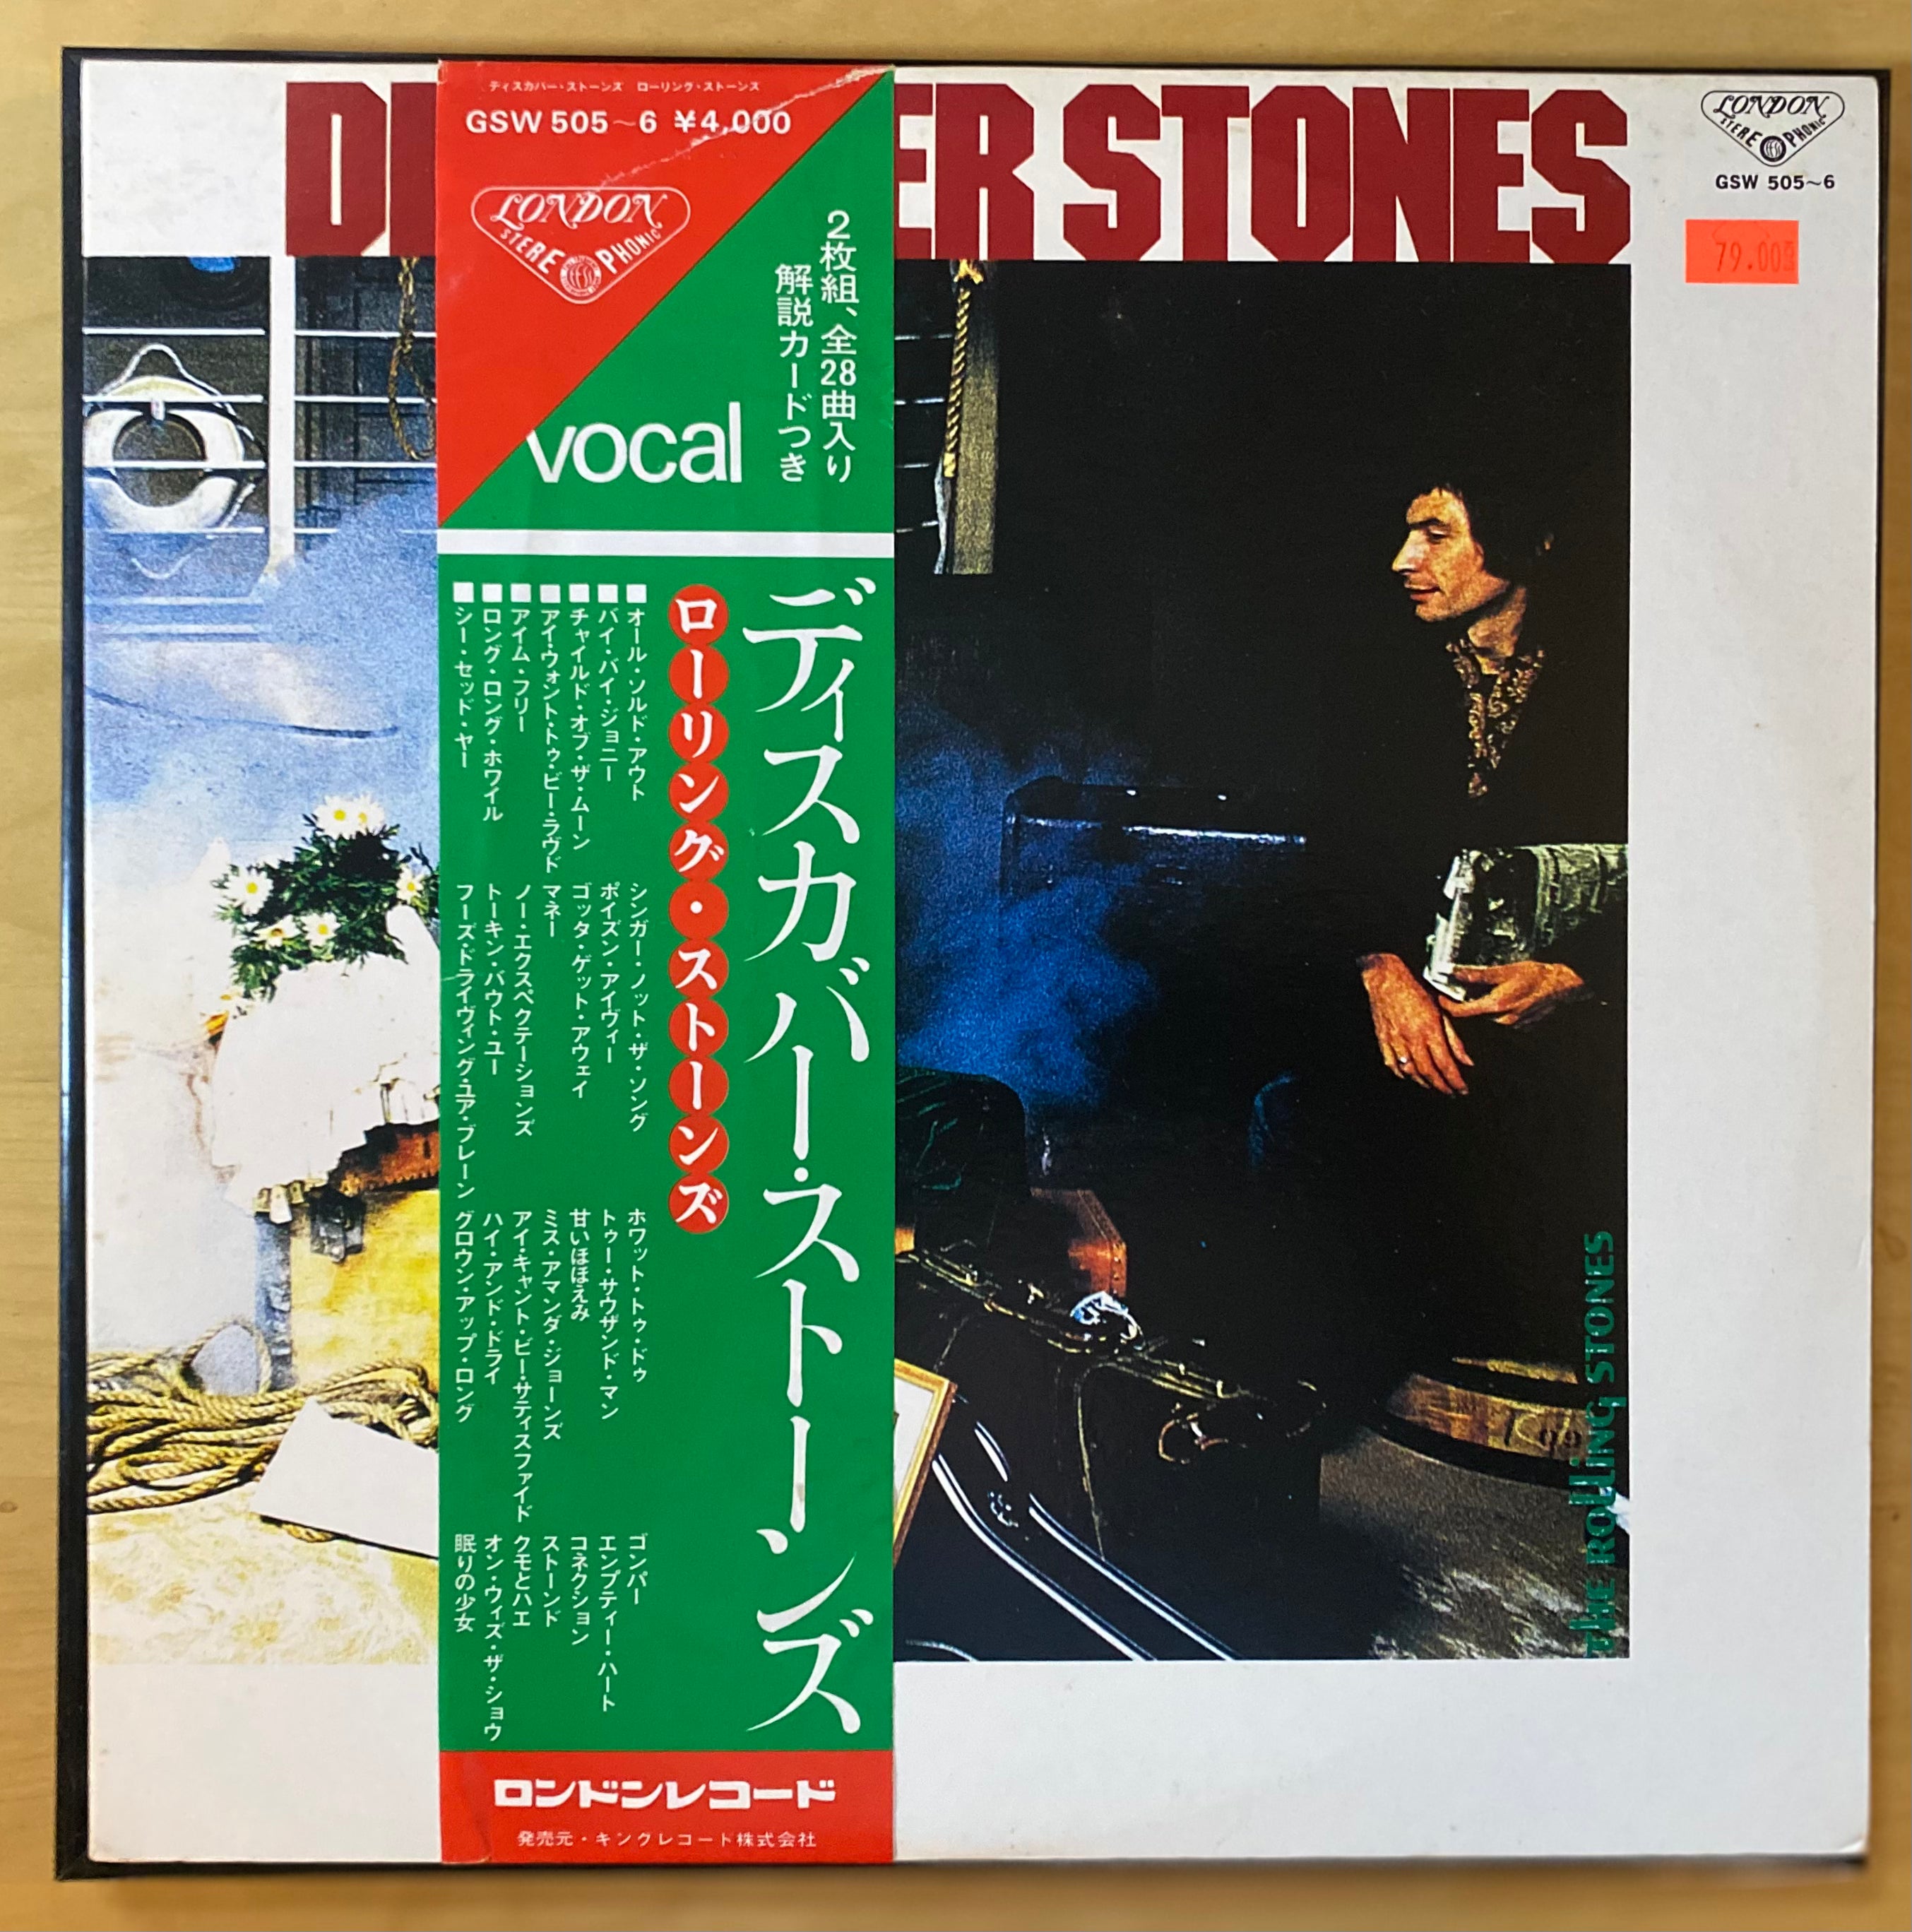 DI
ER STONES
LONDON
STEREOPHONIC
GSW 505~6
79.00
ディスカバー・ストーンズ ローリング・ストーンズ
GSW 505~6 ¥4,000
LONDON
STEREOPHONIC
2枚組、全28曲入り
解説カードつき
vocal
ディスカバー・ストーンズ
ローリング・ストーンズ
■オール・ソルド・アウト
■バイ・バイ・ジョニー
■チャイルド・オブ・ザ・ムーン
■アイ・ウォント・トゥ・ビー・ラヴド
■アイム・フリー
■ロング・ロング・ホワイル
■シー・セッド・ヤー
シンガー・ノット・ザ・ソング
ポイズン・アイヴィー
ゴッタ・ゲット・アウェイ
マネー
ノー・エクスペクテーションズ
トーキン・バウト・ユー
フーズ・ドライヴィング・ユア・プレーン
ホワット・トゥ・ドゥ
トゥー・サウザンド・マン
甘いほほえみ
ミス・アマンダ・ジョーンズ
アイ・キャント・ビー・サティスファイド
ハイ・アンド・ドライ
グロウン・アップ・ロング
ゴンパー
エンプティー・ハート
コネクション
ストーンド
クモとハエ
オン・ウィズ・ザ・ショウ
眠りの少女
ロンドンレコード
発売元・キングレコード株式会社
THE ROLLING STONES